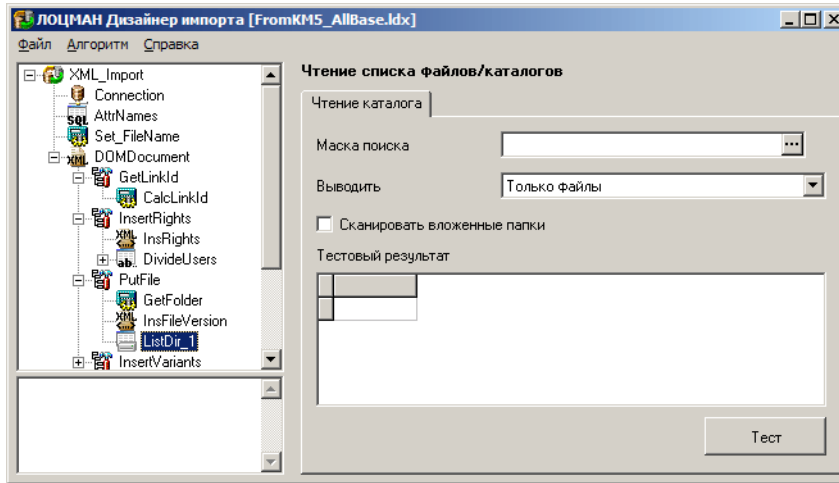 ЛОЦМАН Дизайнер импорта [FromKM5_AllBase.ldx]
Файл Алгоритм Справка
XML_Import
Connection
AttrNames
Set_FileName
DOMDocument
GetLinkId
CalcLinkId
InsertRights
InsRights
DivideUsers
PutFile
GetFolder
InsFileVersion
ListDir_1
InsertVariants
Чтение списка файлов/каталогов
Чтение каталога
Маска поиска
...
Выводить Только файлы
Сканировать вложенные папки
Тестовый результат
Тест